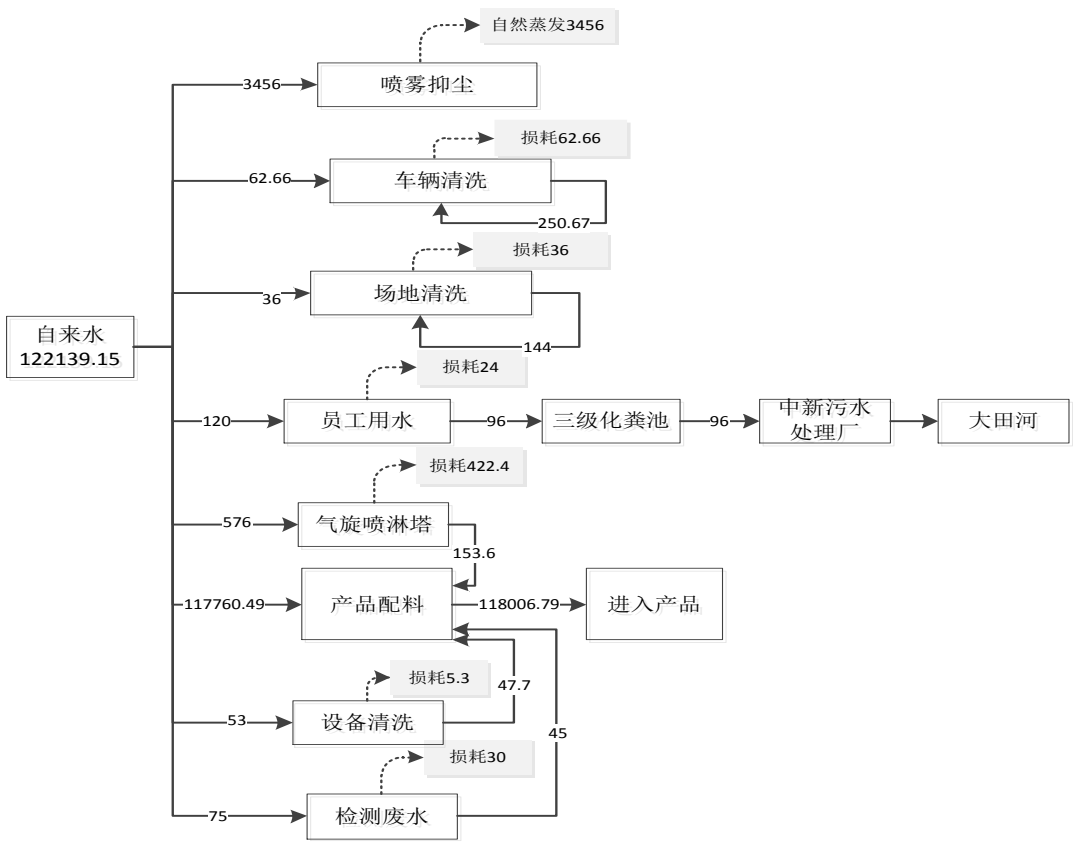 自然蒸发3456
3456
喷雾抑尘
损耗62.66
62.66
车辆清洗
250.67
损耗36
36
场地清洗
144
自来水
122139.15
损耗24
120
员工用水
96
三级化粪池
96
中新污水
处理厂
大田河
损耗422.4
576
气旋喷淋塔
153.6
117760.49
产品配料
118006.79
进入产品
损耗5.3
47.7
53
设备清洗
45
损耗30
75
检测废水